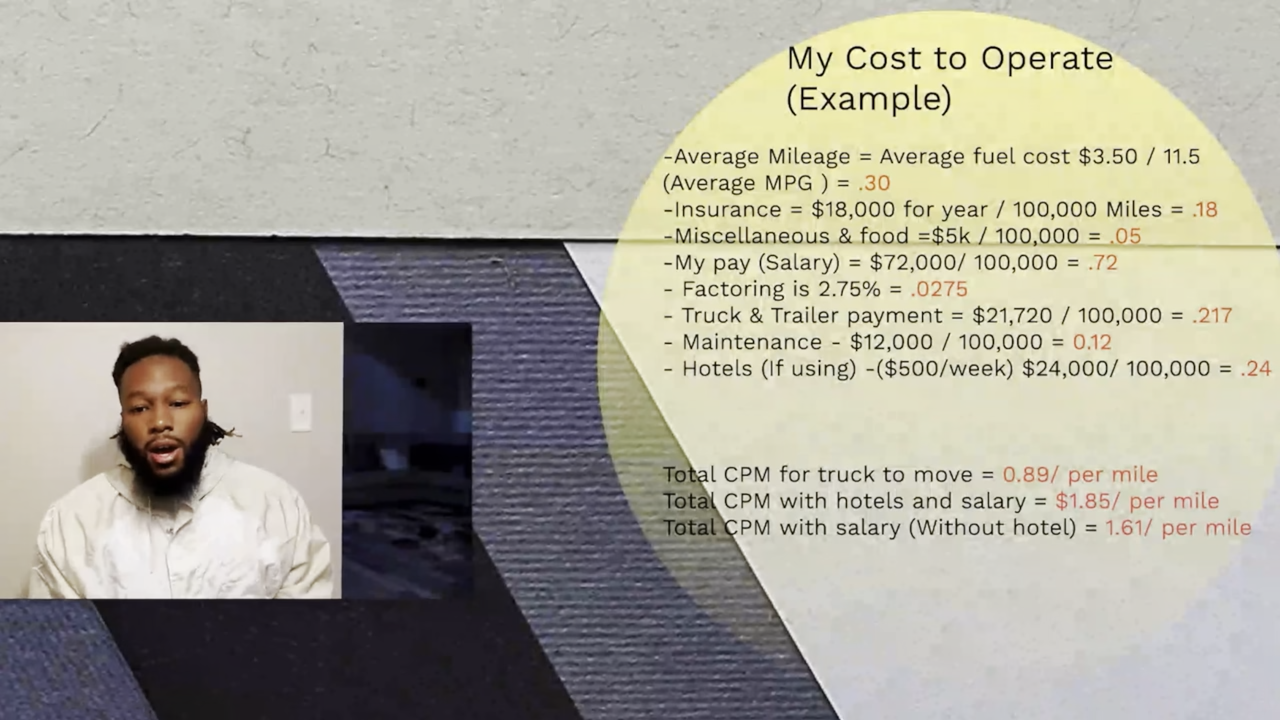 My Cost to Operate
(Example)
-Average Mileage = Average fuel cost $3.50 / 11.5
(Average MPG ) = .30
-Insurance = $18,000 for year / 100,000 Miles = .18
-Miscellaneous & food =$5k / 100,000 = .05
-My pay (Salary) = $72,000/ 100,000 = .72
- Factoring is 2.75% = .0275
- Truck & Trailer payment = $21,720 / 100,000 = .217
- Maintenance - $12,000 / 100,000 = 0.12
- Hotels (If using) -($500/week) $24,000/ 100,000 = .24
Total CPM for truck to move = 0.89/ per mile
Total CPM with hotels and salary = $1.85/ per mile
Total CPM with salary (Without hotel) = 1.61/ per mile